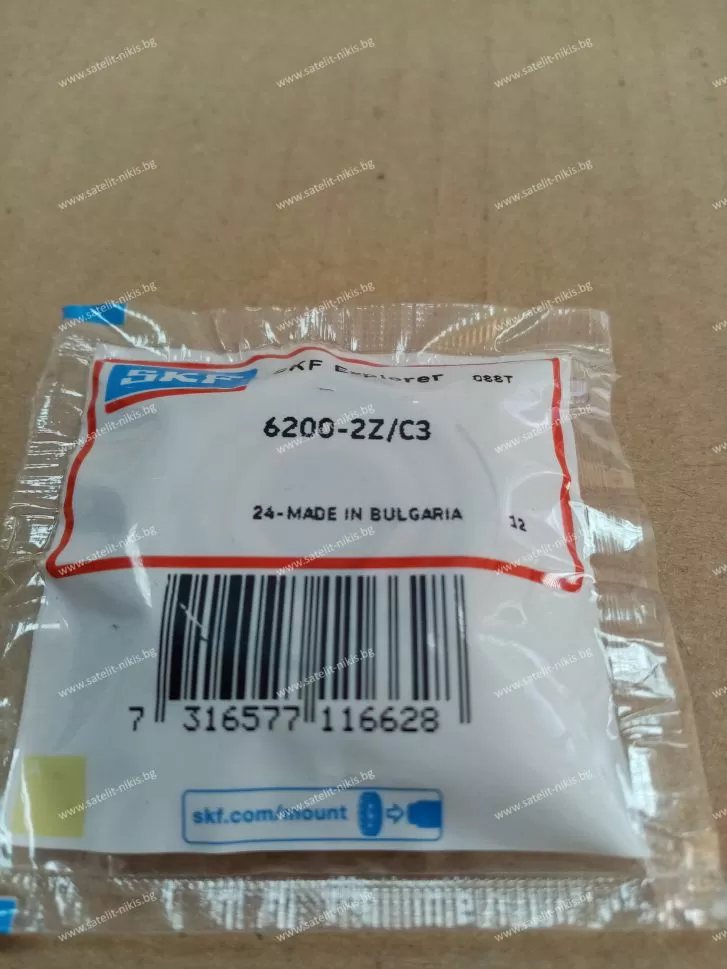 SKF SKF Explorer 088T
6200-2Z/C3
24-MADE IN BULGARIA 12
7 316577 116628
skf.com/mount
www.satelit-nikis.bg